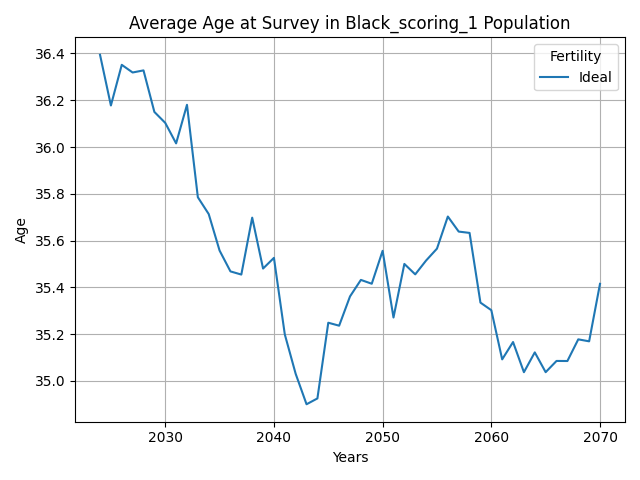 Average Age at Survey in Black_scoring_1 Population
Fertility
Ideal
36.4
36.2
36.0
35.8
35.6
35.4
35.2
35.0
Age
2030 2040 2050 2060 2070
Years